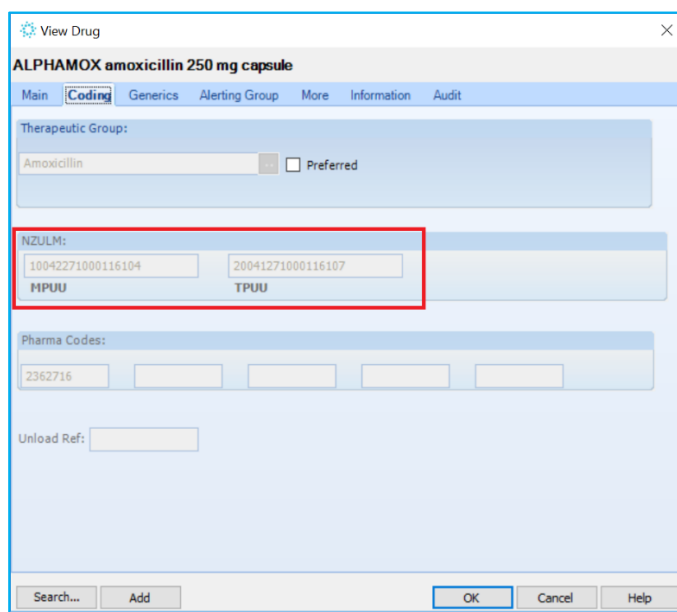 View Drug
ALPHAMOX amoxicillin 250 mg capsule
Main Coding Generics Alerting Group More Information Audit
Therapeutic Group:
Amoxicillin ... Preferred
NZULM:
10042271000116104 20041271000116107
MPUU TPUU
Pharma Codes:
2362716
Unload Ref:
Search... Add OK Cancel Help